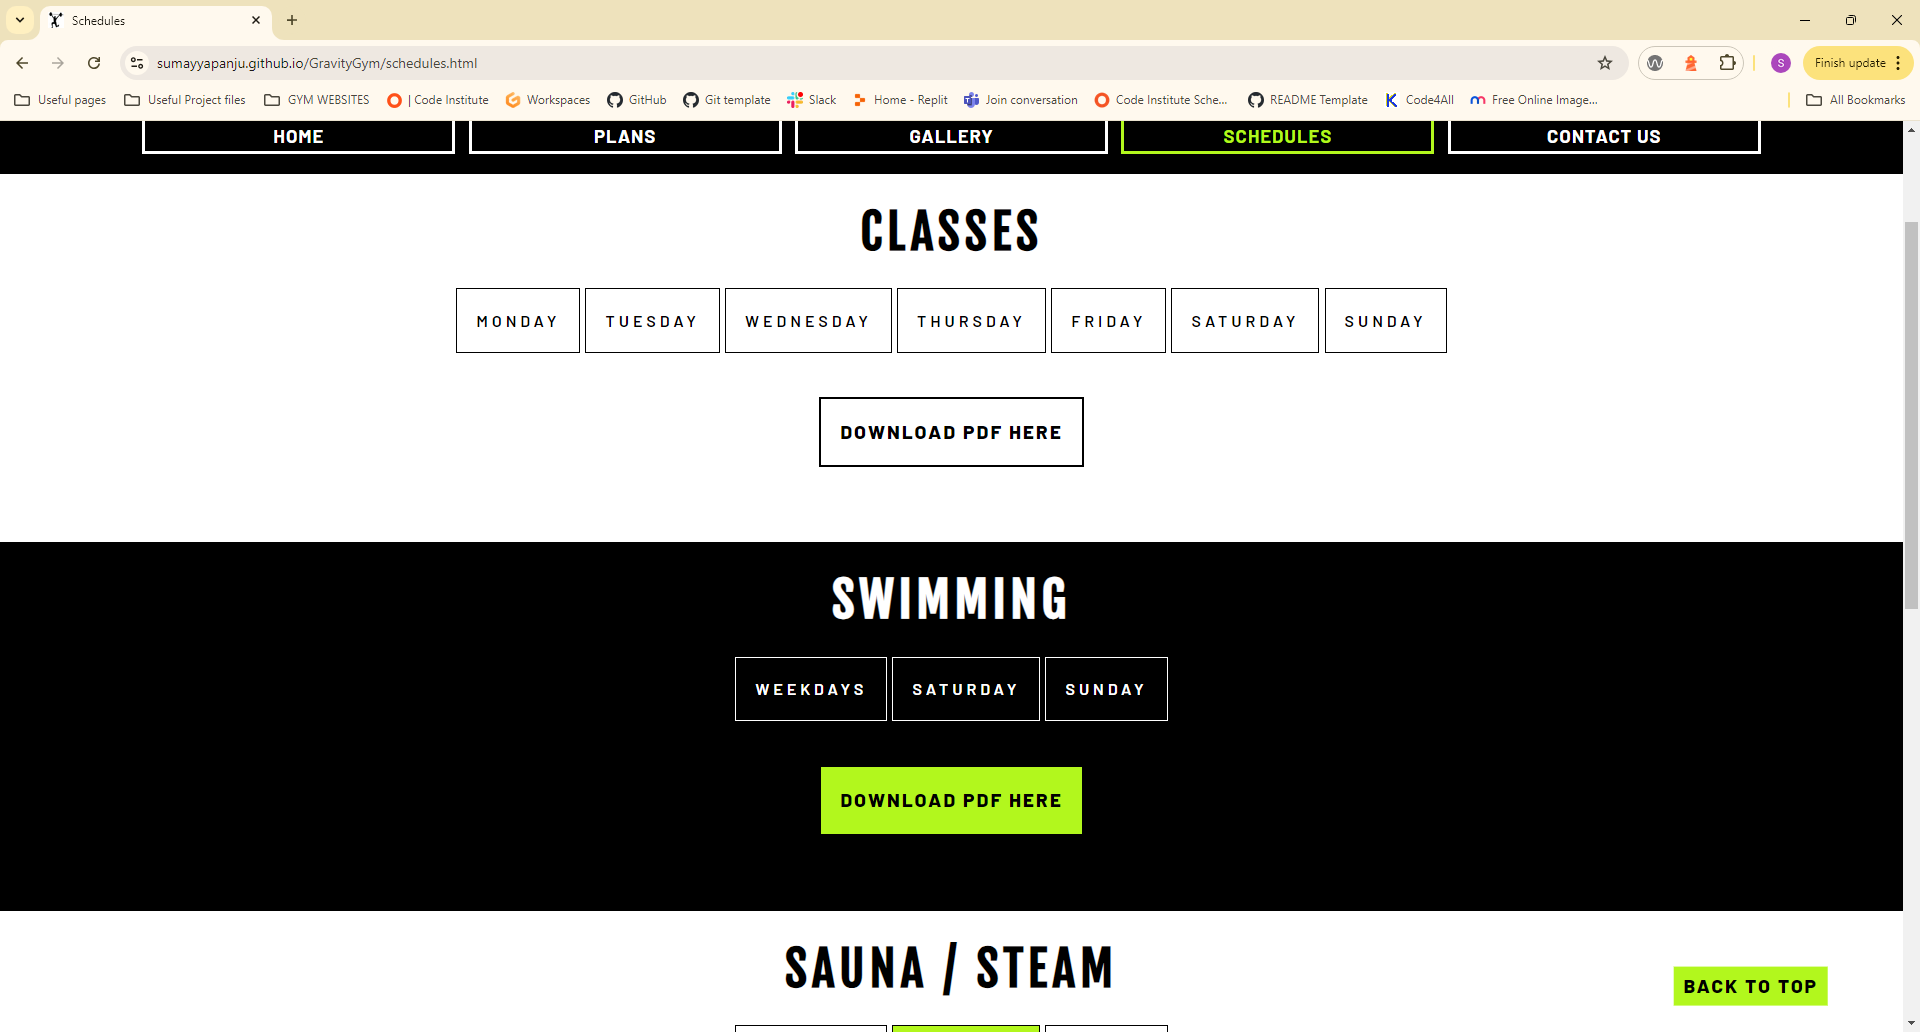 Schedules
sumayyapanju.github.io/GravityGym/schedules.html
S
Finish update
Useful pages
Useful Project files
GYM WEBSITES
| Code Institute
Workspaces
GitHub
Git template
Slack
Home - Replit
Join conversation
Code Institute Sche...
README Template
Code4All
Free Online Image...
All Bookmarks
HOME
PLANS
GALLERY
SCHEDULES
CONTACT US
CLASSES
MONDAY
TUESDAY
WEDNESDAY
THURSDAY
FRIDAY
SATURDAY
SUNDAY
DOWNLOAD PDF HERE
SWIMMING
WEEKDAYS
SATURDAY
SUNDAY
DOWNLOAD PDF HERE
SAUNA / STEAM
BACK TO TOP